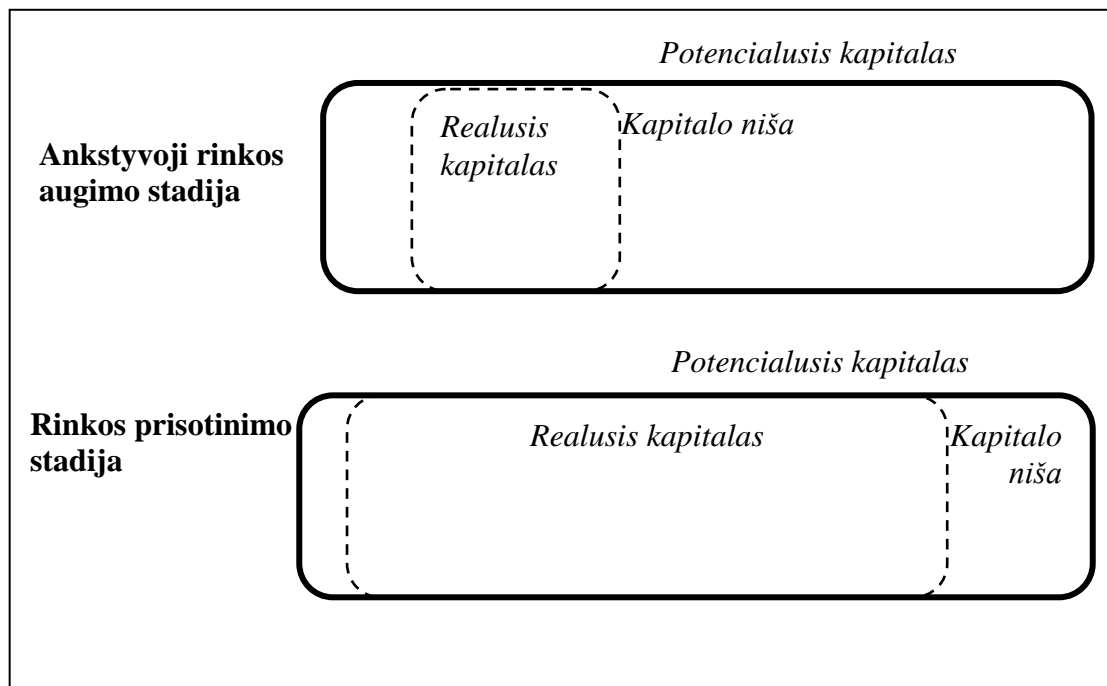 Potencialusis kapitalas
Ankstyvoji rinkos
augimo stadija
Realusis
kapitalas
Kapitalo niša
Potencialusis kapitalas
Rinkos prisotinimo
stadija
Realusis kapitalas
Kapitalo
niša